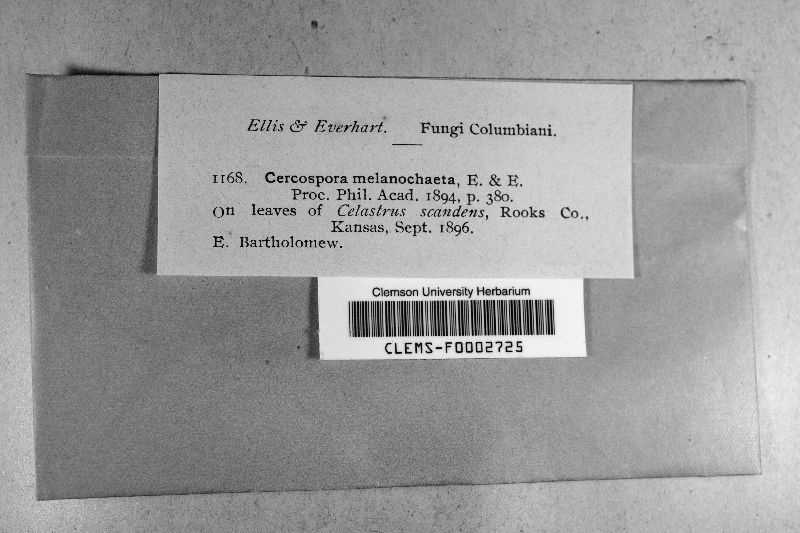 Ellis & Everhart. — Fungi Columbiani.
1168. Cercospora melanochaeta, E. & E.
Proc. Phil. Acad. 1894, p. 380.
On leaves of Celastrus scandens, Rooks Co.,
Kansas, Sept. 1896.
E. Bartholomew.
Clemson University Herbarium
CLEMS-F0002725